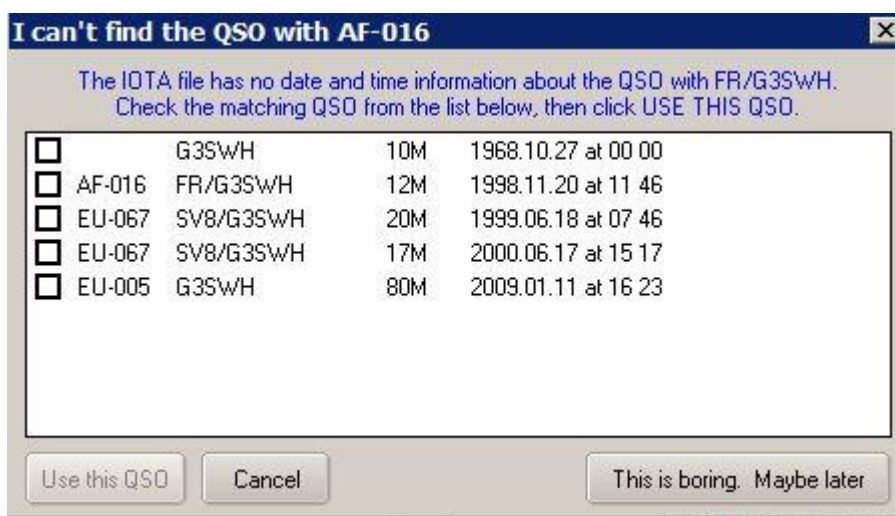 I can't find the QSO with AF-016
The IOTA file has no date and time information about the QSO with FR/G3SWH.
Check the matching QSO from the list below, then click USE THIS QSO.
G3SWH 10M 1968.10.27 at 00 00
AF-016 FR/G3SWH 12M 1998.11.20 at 11 46
EU-067 SV8/G3SWH 20M 1999.06.18 at 07 46
EU-067 SV8/G3SWH 17M 2000.06.17 at 15 17
EU-005 G3SWH 80M 2009.01.11 at 16 23
Use this QSO Cancel This is boring. Maybe later